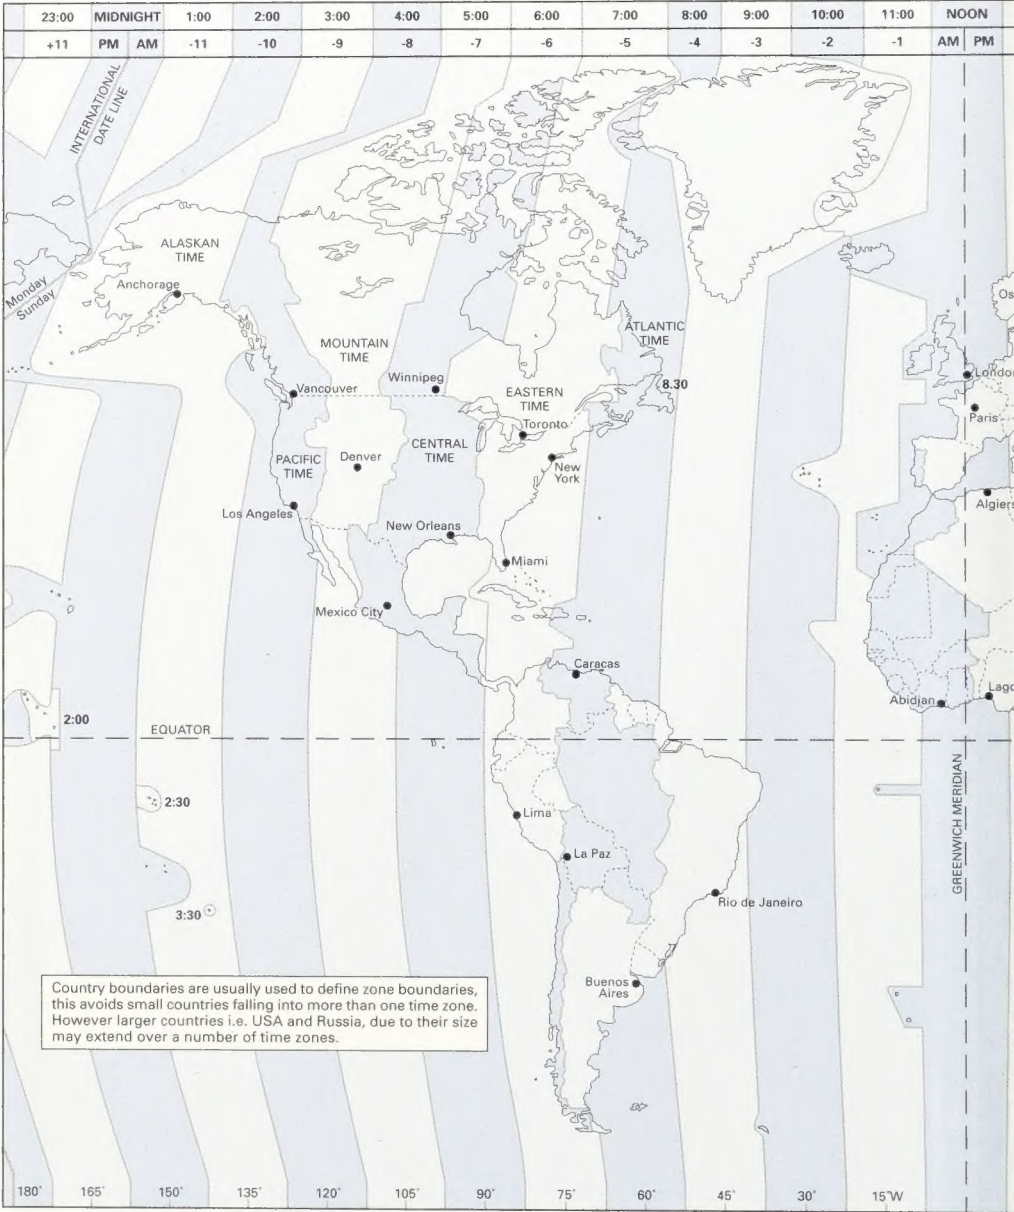 23:00 MIDNIGHT 1:00 2:00 3:00 4:00 5:00 6:00 7:00 8:00 9:00 10:00 11:00 NOON
+11 PM AM -11 -10 -9 -8 -7 -6 -5 -4 -3 -2 -1 AM PM
INTERNATIONAL
DATE LINE
ALASKAN
TIME
Anchorage
Monday
Sunday
MOUNTAIN
TIME
ATLANTIC
TIME
Vancouver
Winnipeg
EASTERN
TIME
8.30
Toronto
CENTRAL
TIME
PACIFIC
TIME
Denver
New
York
Los Angeles
New Orleans
Miami
Mexico City
Caracas
Os
London
Paris
Algiers
Abidjan
Lago
2:00
EQUATOR
GREENWICH MERIDIAN
2:30
Lima
La Paz
Rio de Janeiro
3:30
Buenos
Aires
Country boundaries are usually used to define zone boundaries,
this avoids small countries falling into more than one time zone.
However larger countries i.e. USA and Russia, due to their size
may extend over a number of time zones.
180° 165° 150° 135° 120° 105° 90° 75° 60° 45° 30° 15°W